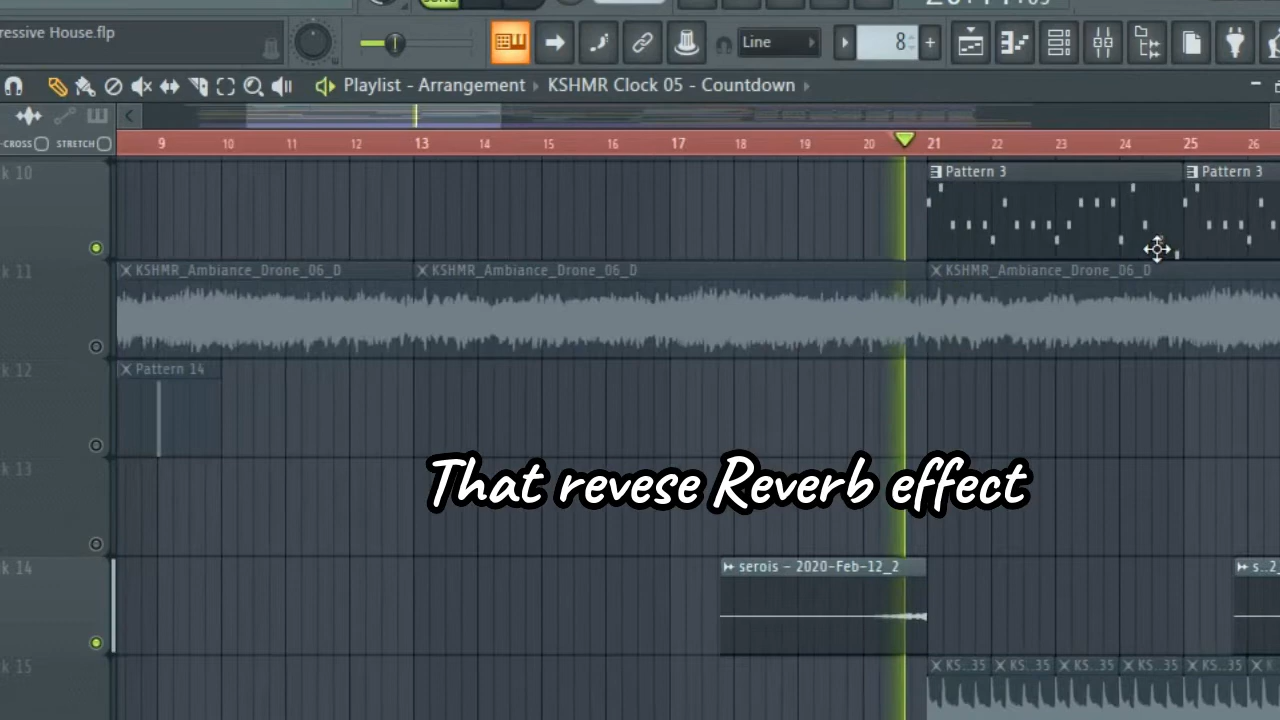 ressive House.flp
Line
8
Playlist - Arrangement KSHMR Clock 05 - Countdown
-CROSS STRETCH
9 10 11 12 13 14 15 16 17 18 19 20 21 22 23 24 25 26
k 10
Pattern 3 Pattern 3
k 11
KSHMR_Ambiance_Drone_06_D KSHMR_Ambiance_Drone_06_D KSHMR_Ambiance_Drone_06_D
k 12
Pattern 14
k 13
That revese Reverb effect
k 14
serois - 2020-Feb-12_2 s..2_
k 15
KS..35 KS..35 KS..35 KS..35 KS..35 K